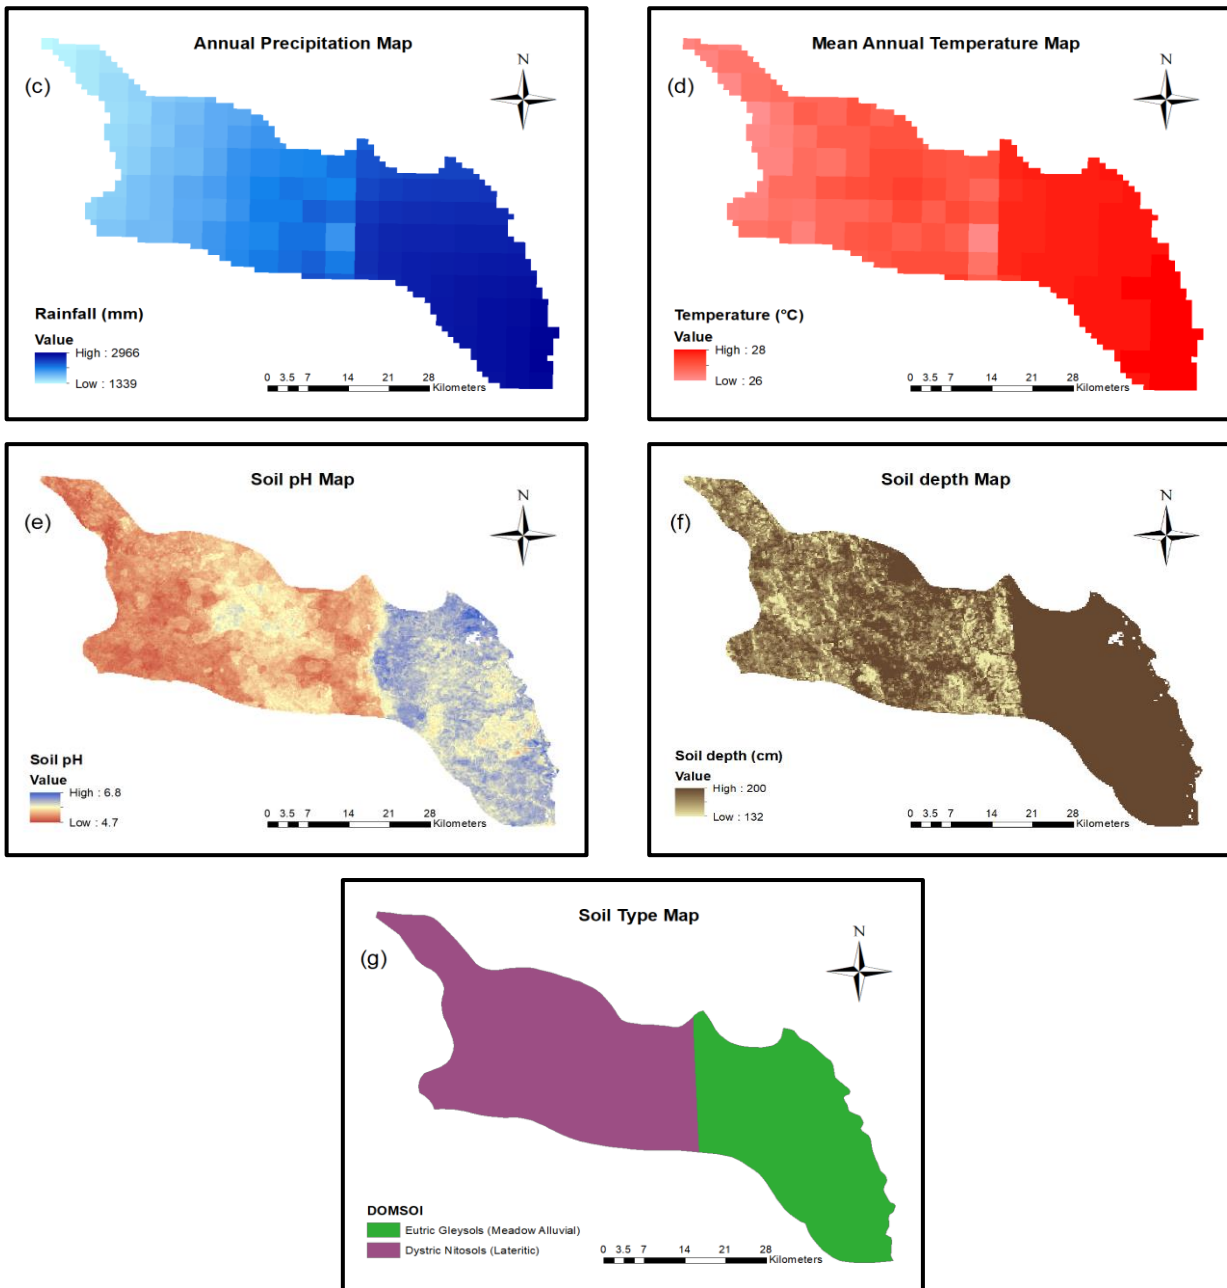 Annual Precipitation Map
N
(c)
Rainfall (mm)
Value
High : 2966
Low : 1339
0 3.5 7 14 21 28
Kilometers
Mean Annual Temperature Map
N
(d)
Temperature (°C)
Value
High : 28
Low : 26
0 3.5 7 14 21 28
Kilometers
Soil pH Map
N
(e)
Soil pH
Value
High : 6.8
Low : 4.7
0 3.5 7 14 21 28
Kilometers
Soil depth Map
N
(f)
Soil depth (cm)
Value
High : 200
Low : 132
0 3.5 7 14 21 28
Kilometers
Soil Type Map
N
(g)
DOMSOI
Eutric Gleysols (Meadow Alluvial)
Dystric Nitosols (Lateritic)
0 3.5 7 14 21 28
Kilometers